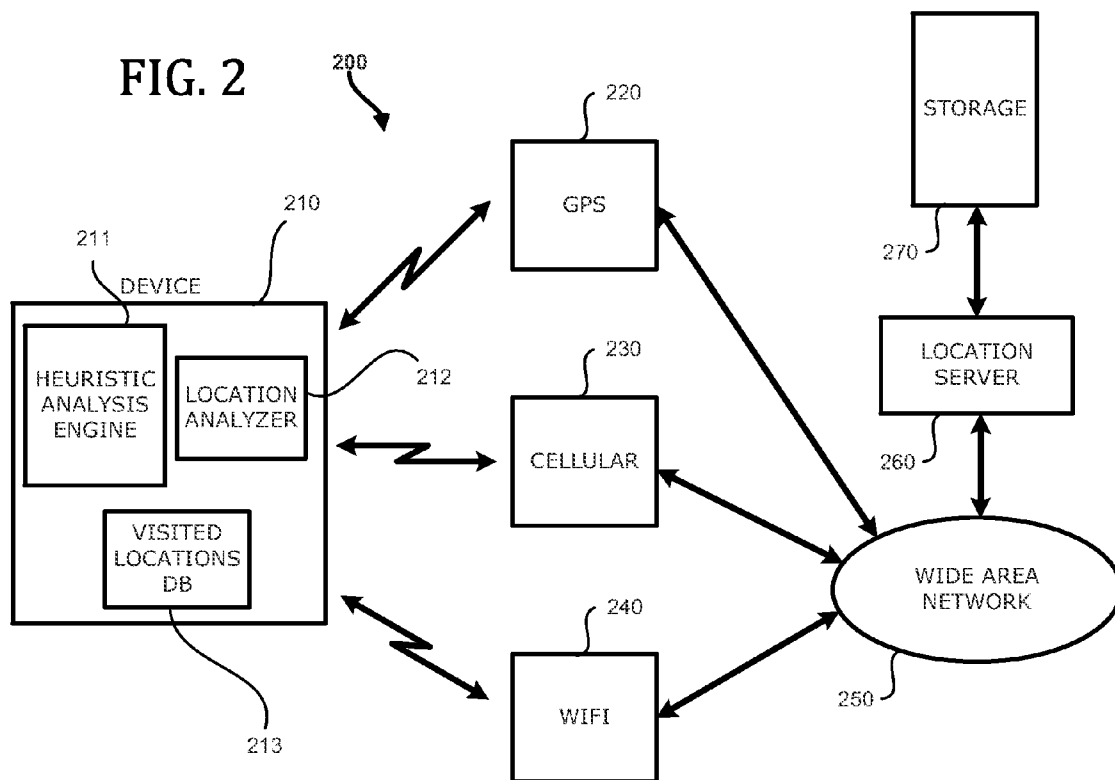 FIG. 2
200
220
STORAGE
GPS
210
211
DEVICE
270
HEURISTIC
ANALYSIS
ENGINE
LOCATION
ANALYZER
212
230
LOCATION
SERVER
CELLULAR
260
VISITED
LOCATIONS
DB
240
WIDE AREA
NETWORK
WIFI
250
213